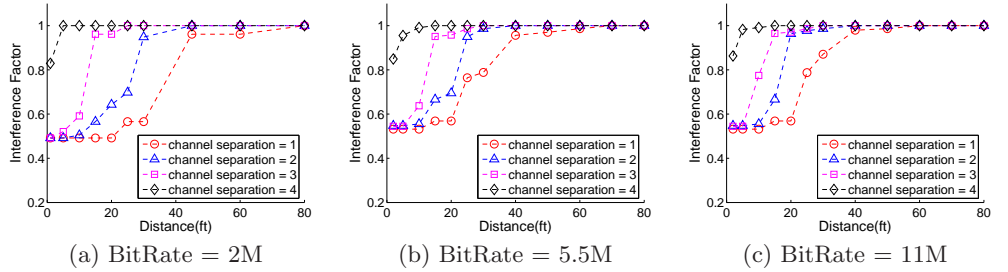 Interference Factor
1
0.8
0.6
0.4
0.2
0
20
40
60
80
Distance(ft)
channel separation = 1
channel separation = 2
channel separation = 3
channel separation = 4
(a) BitRate = 2M
Interference Factor
1
0.8
0.6
0.4
0.2
0
20
40
60
80
Distance(ft)
channel separation = 1
channel separation = 2
channel separation = 3
channel separation = 4
(b) BitRate = 5.5M
Interference Factor
1
0.8
0.6
0.4
0.2
0
20
40
60
80
Distance(ft)
channel separation = 1
channel separation = 2
channel separation = 3
channel separation = 4
(c) BitRate = 11M